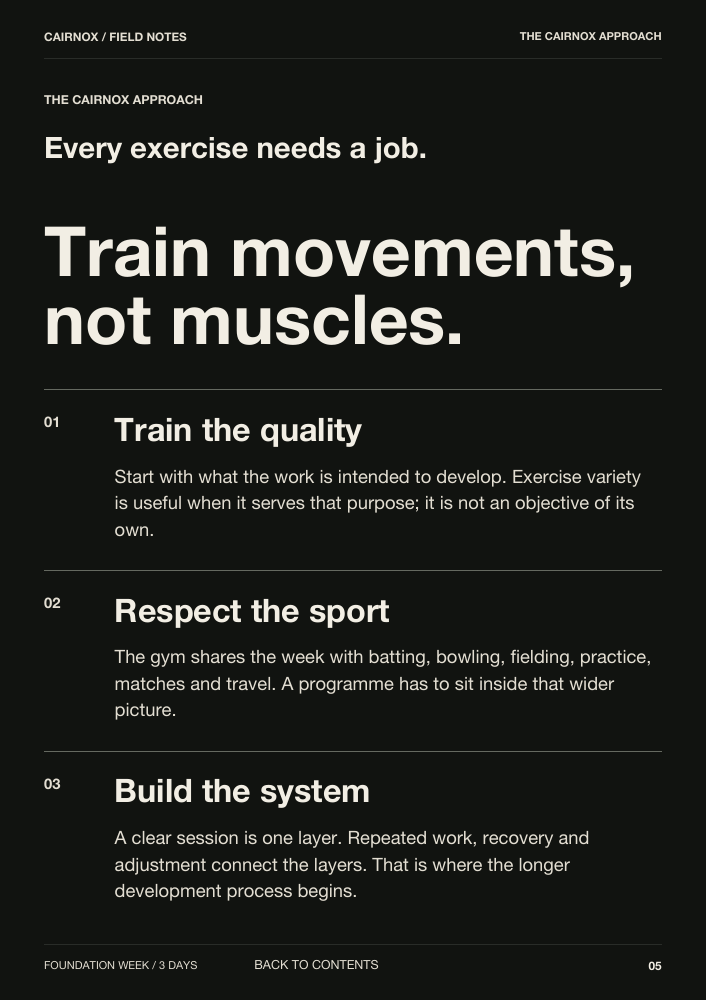 CAIRNOX / FIELD NOTES
THE CAIRNOX APPROACH
THE CAIRNOX APPROACH
Every exercise needs a job.
Train movements,
not muscles.
01
Train the quality
Start with what the work is intended to develop. Exercise variety
is useful when it serves that purpose; it is not an objective of its
own.
02
Respect the sport
The gym shares the week with batting, bowling, fielding, practice,
matches and travel. A programme has to sit inside that wider
picture.
03
Build the system
A clear session is one layer. Repeated work, recovery and
adjustment connect the layers. That is where the longer
development process begins.
FOUNDATION WEEK / 3 DAYS
BACK TO CONTENTS
05